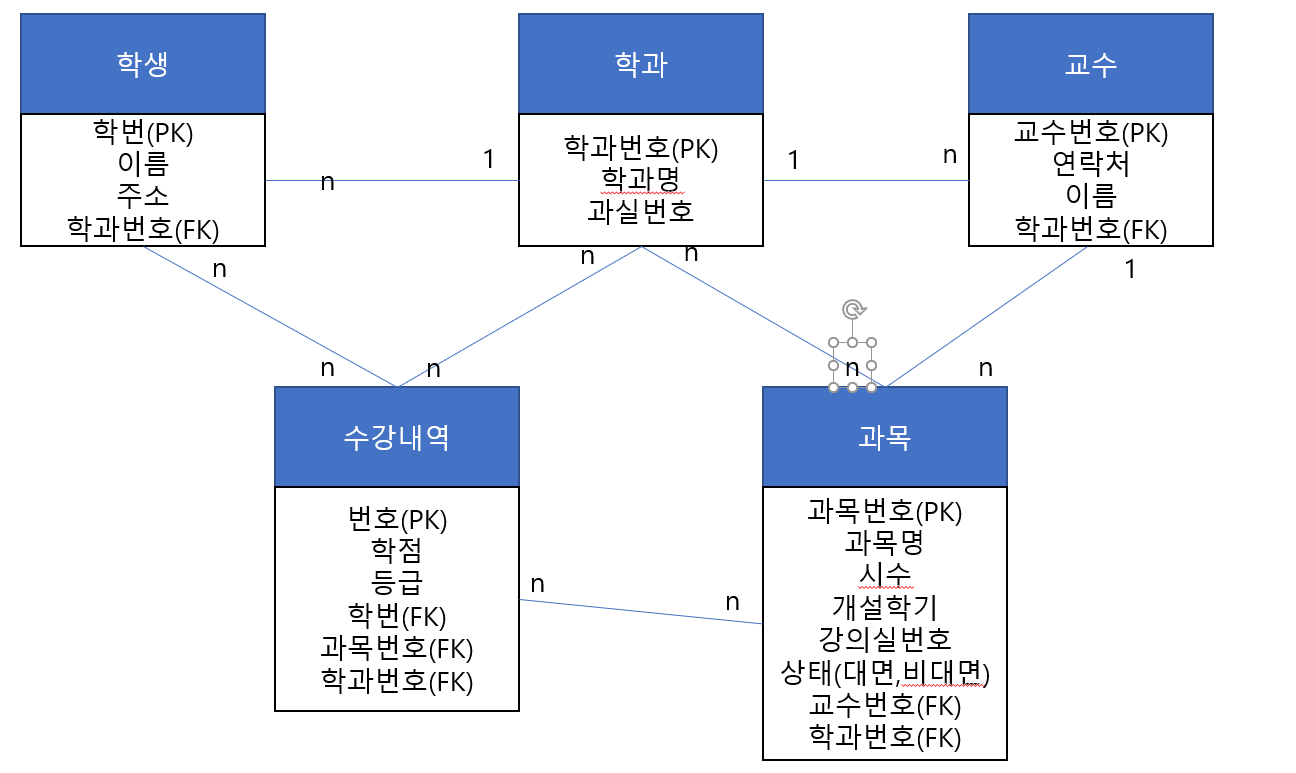 학생
학번(PK)
이름
주소
학과번호(FK)
n
1
학과
학과번호(PK)
학과명
과실번호
1
n
교수
교수번호(PK)
연락처
이름
학과번호(FK)
n
n
n
1
n
n
n
n
수강내역
번호(PK)
학점
등급
학번(FK)
과목번호(FK)
학과번호(FK)
n
n
과목
과목번호(PK)
과목명
시수
개설학기
강의실번호
상태(대면,비대면)
교수번호(FK)
학과번호(FK)